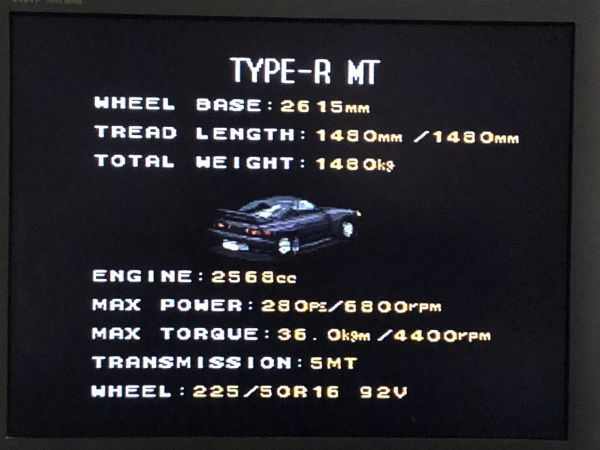 TYPE-R MT
WHEEL BASE:2615mm
TREAD LENGTH:1480mm /1480mm
TOTAL WEIGHT:1480kg
ENGINE:2568cc
MAX POWER:280PS/6800rpm
MAX TORQUE:36.0kgm/4400rpm
TRANSMISSION:5MT
WHEEL:225/50R16 92V